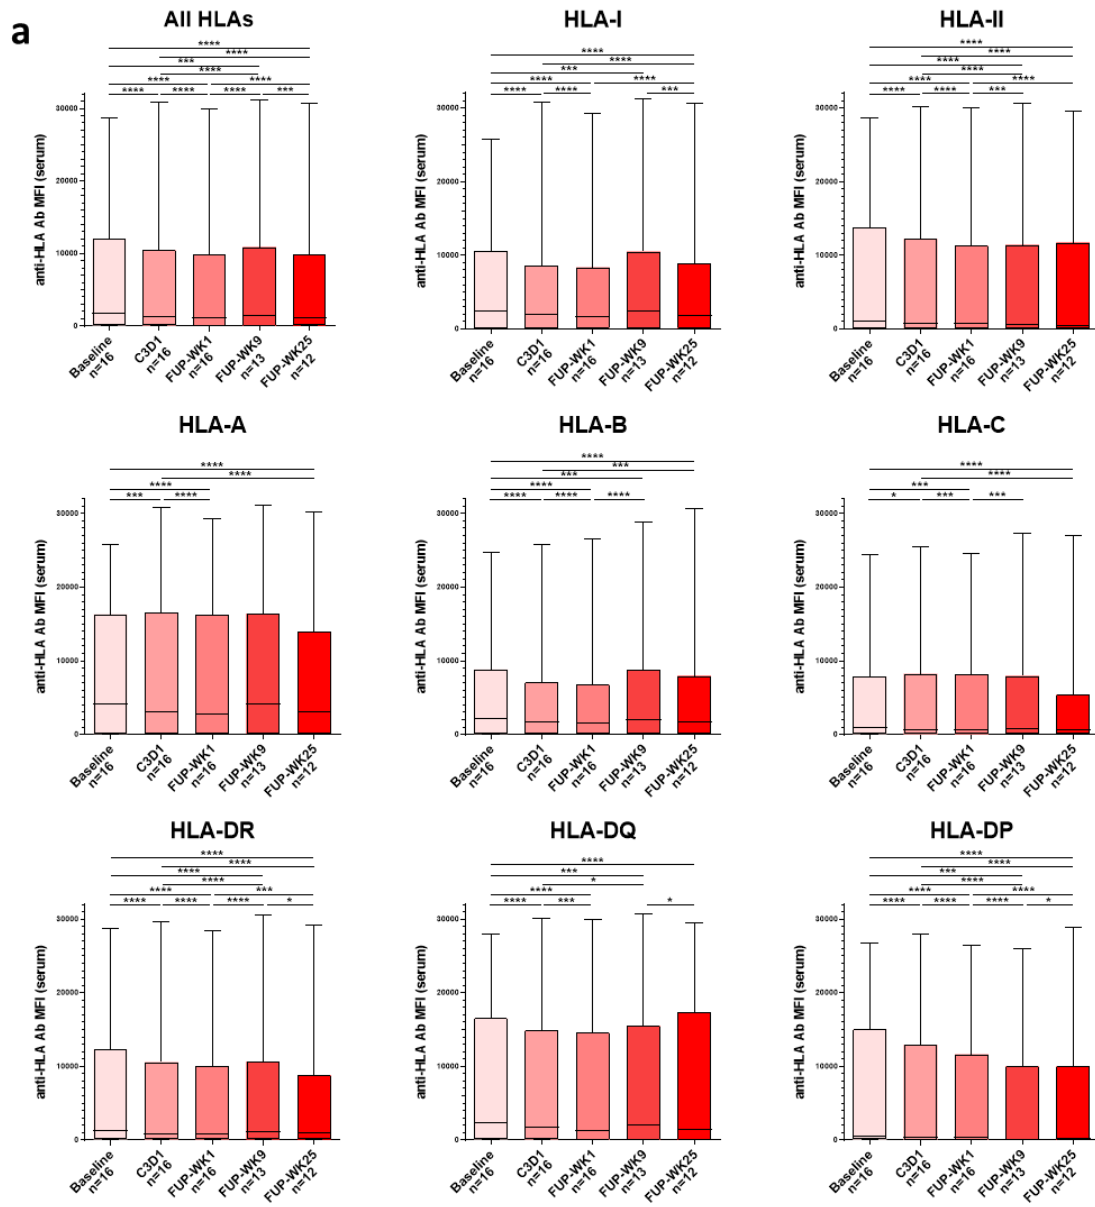 a
All HLAs
HLA-I
HLA-II
****
****
***
****
**** ****
**** **** **** ***
****
****
***
**** ****
**** **** ***
****
****
****
****
**** ****
**** **** ***
anti-HLA Ab MFI (serum)
30000
20000
10000
0
Baseline n=16
C3D1 n=16
FUP-WK1 n=16
FUP-WK9 n=13
FUP-WK25 n=12
anti-HLA Ab MFI (serum)
30000
20000
10000
0
Baseline n=16
C3D1 n=16
FUP-WK1 n=16
FUP-WK9 n=13
FUP-WK25 n=12
anti-HLA Ab MFI (serum)
30000
20000
10000
0
Baseline n=16
C3D1 n=16
FUP-WK1 n=16
FUP-WK9 n=13
FUP-WK25 n=12
HLA-A
HLA-B
HLA-C
****
****
****
*** ****
****
***
***
****
**** **** ****
****
****
***
* *** ***
anti-HLA Ab MFI (serum)
30000
20000
10000
0
Baseline n=16
C3D1 n=16
FUP-WK1 n=16
FUP-WK9 n=13
FUP-WK25 n=12
anti-HLA Ab MFI (serum)
30000
20000
10000
0
Baseline n=16
C3D1 n=16
FUP-WK1 n=16
FUP-WK9 n=13
FUP-WK25 n=12
anti-HLA Ab MFI (serum)
30000
20000
10000
0
Baseline n=16
C3D1 n=16
FUP-WK1 n=16
FUP-WK9 n=13
FUP-WK25 n=12
HLA-DR
HLA-DQ
HLA-DP
****
****
****
****
**** ***
**** **** **** *
****
***
*
****
**** *** *
****
****
***
****
**** ****
**** **** **** *
anti-HLA Ab MFI (serum)
30000
20000
10000
0
Baseline n=16
C3D1 n=16
FUP-WK1 n=16
FUP-WK9 n=13
FUP-WK25 n=12
anti-HLA Ab MFI (serum)
30000
20000
10000
0
Baseline n=16
C3D1 n=16
FUP-WK1 n=16
FUP-WK9 n=13
FUP-WK25 n=12
anti-HLA Ab MFI (serum)
30000
20000
10000
0
Baseline n=16
C3D1 n=16
FUP-WK1 n=16
FUP-WK9 n=13
FUP-WK25 n=12